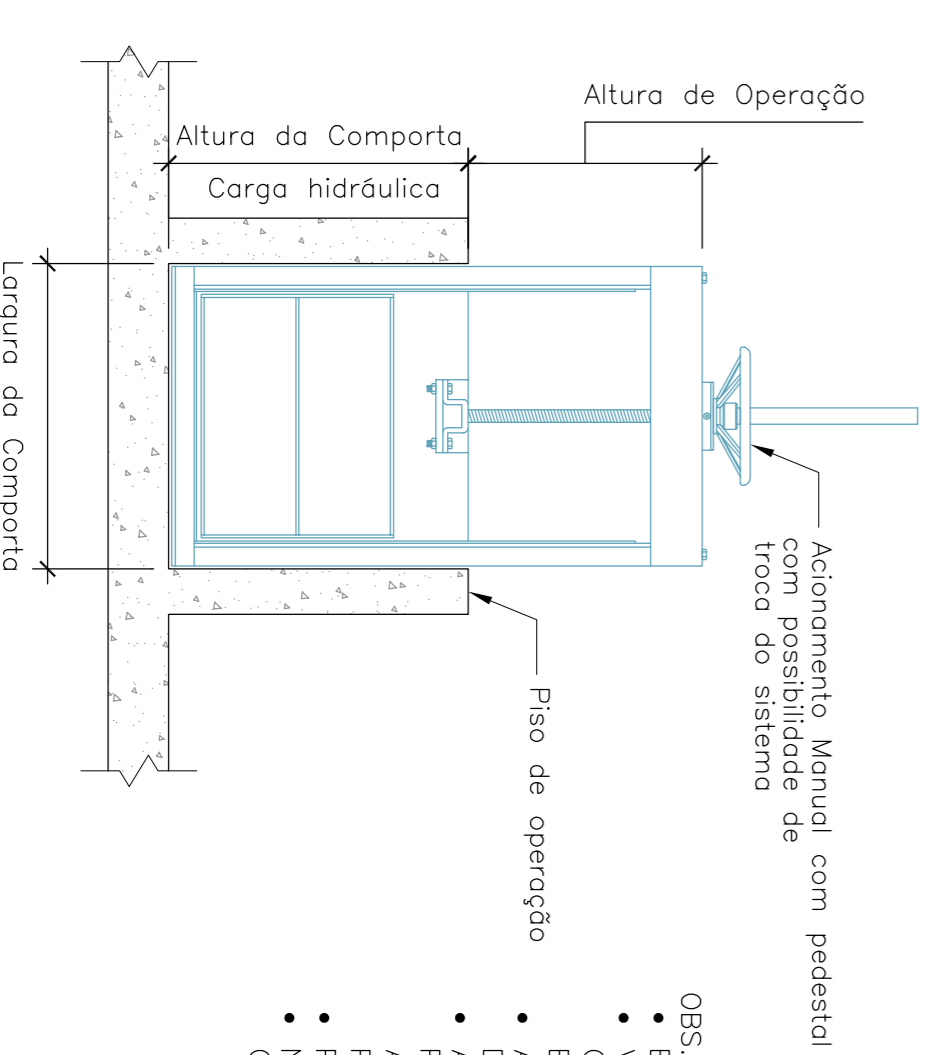 Altura de Operação
Altura da Comporta
Carga hidráulica
Largura da Comporta
Acionamento Manual com pedestal
com possibilidade de
troca do sistema
Piso de operação
OBS.